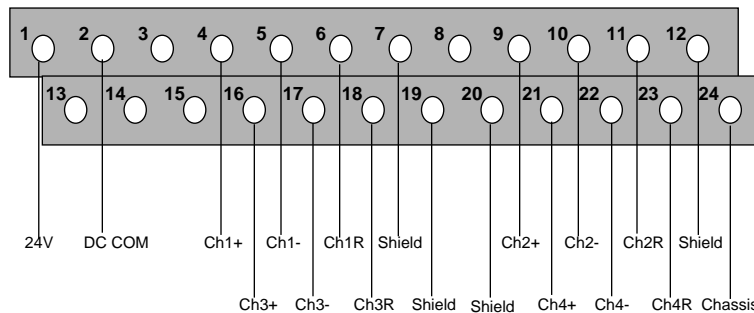 1 2 3 4 5 6 7 8 9 10 11 12
13 14 15 16 17 18 19 20 21 22 23 24
24V DC COM Ch1+ Ch1- Ch1R Shield Ch2+ Ch2- Ch2R Shield
Ch3+ Ch3- Ch3R Shield Shield Ch4+ Ch4- Ch4R Chassis